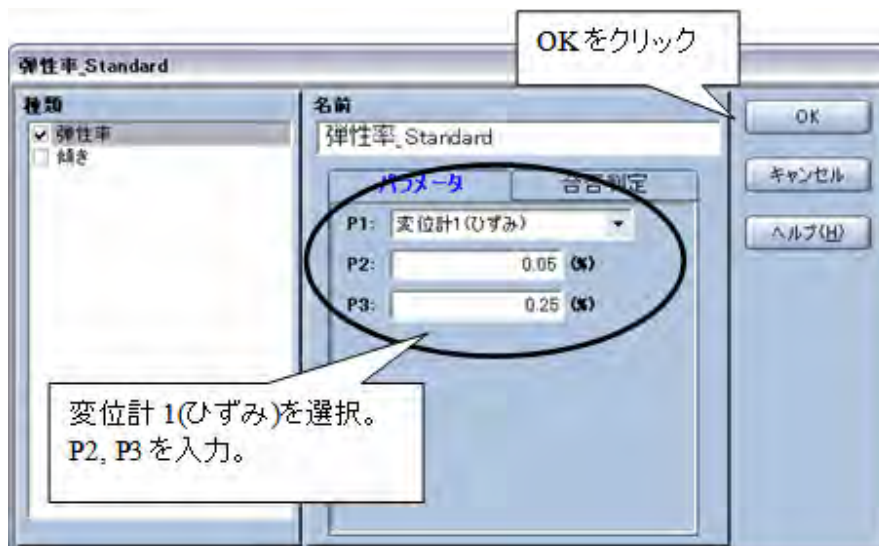 OKをクリック
弾性率_Standard
種類
弾性率
傾き
名前
弾性率_Standard
パラメータ
合否判定
P1: 変位計1(ひずみ)
P2: 0.05 (%)
P3: 0.25 (%)
OK
キャンセル
ヘルプ(H)
変位計 1(ひずみ)を選択。
P2, P3 を入力。